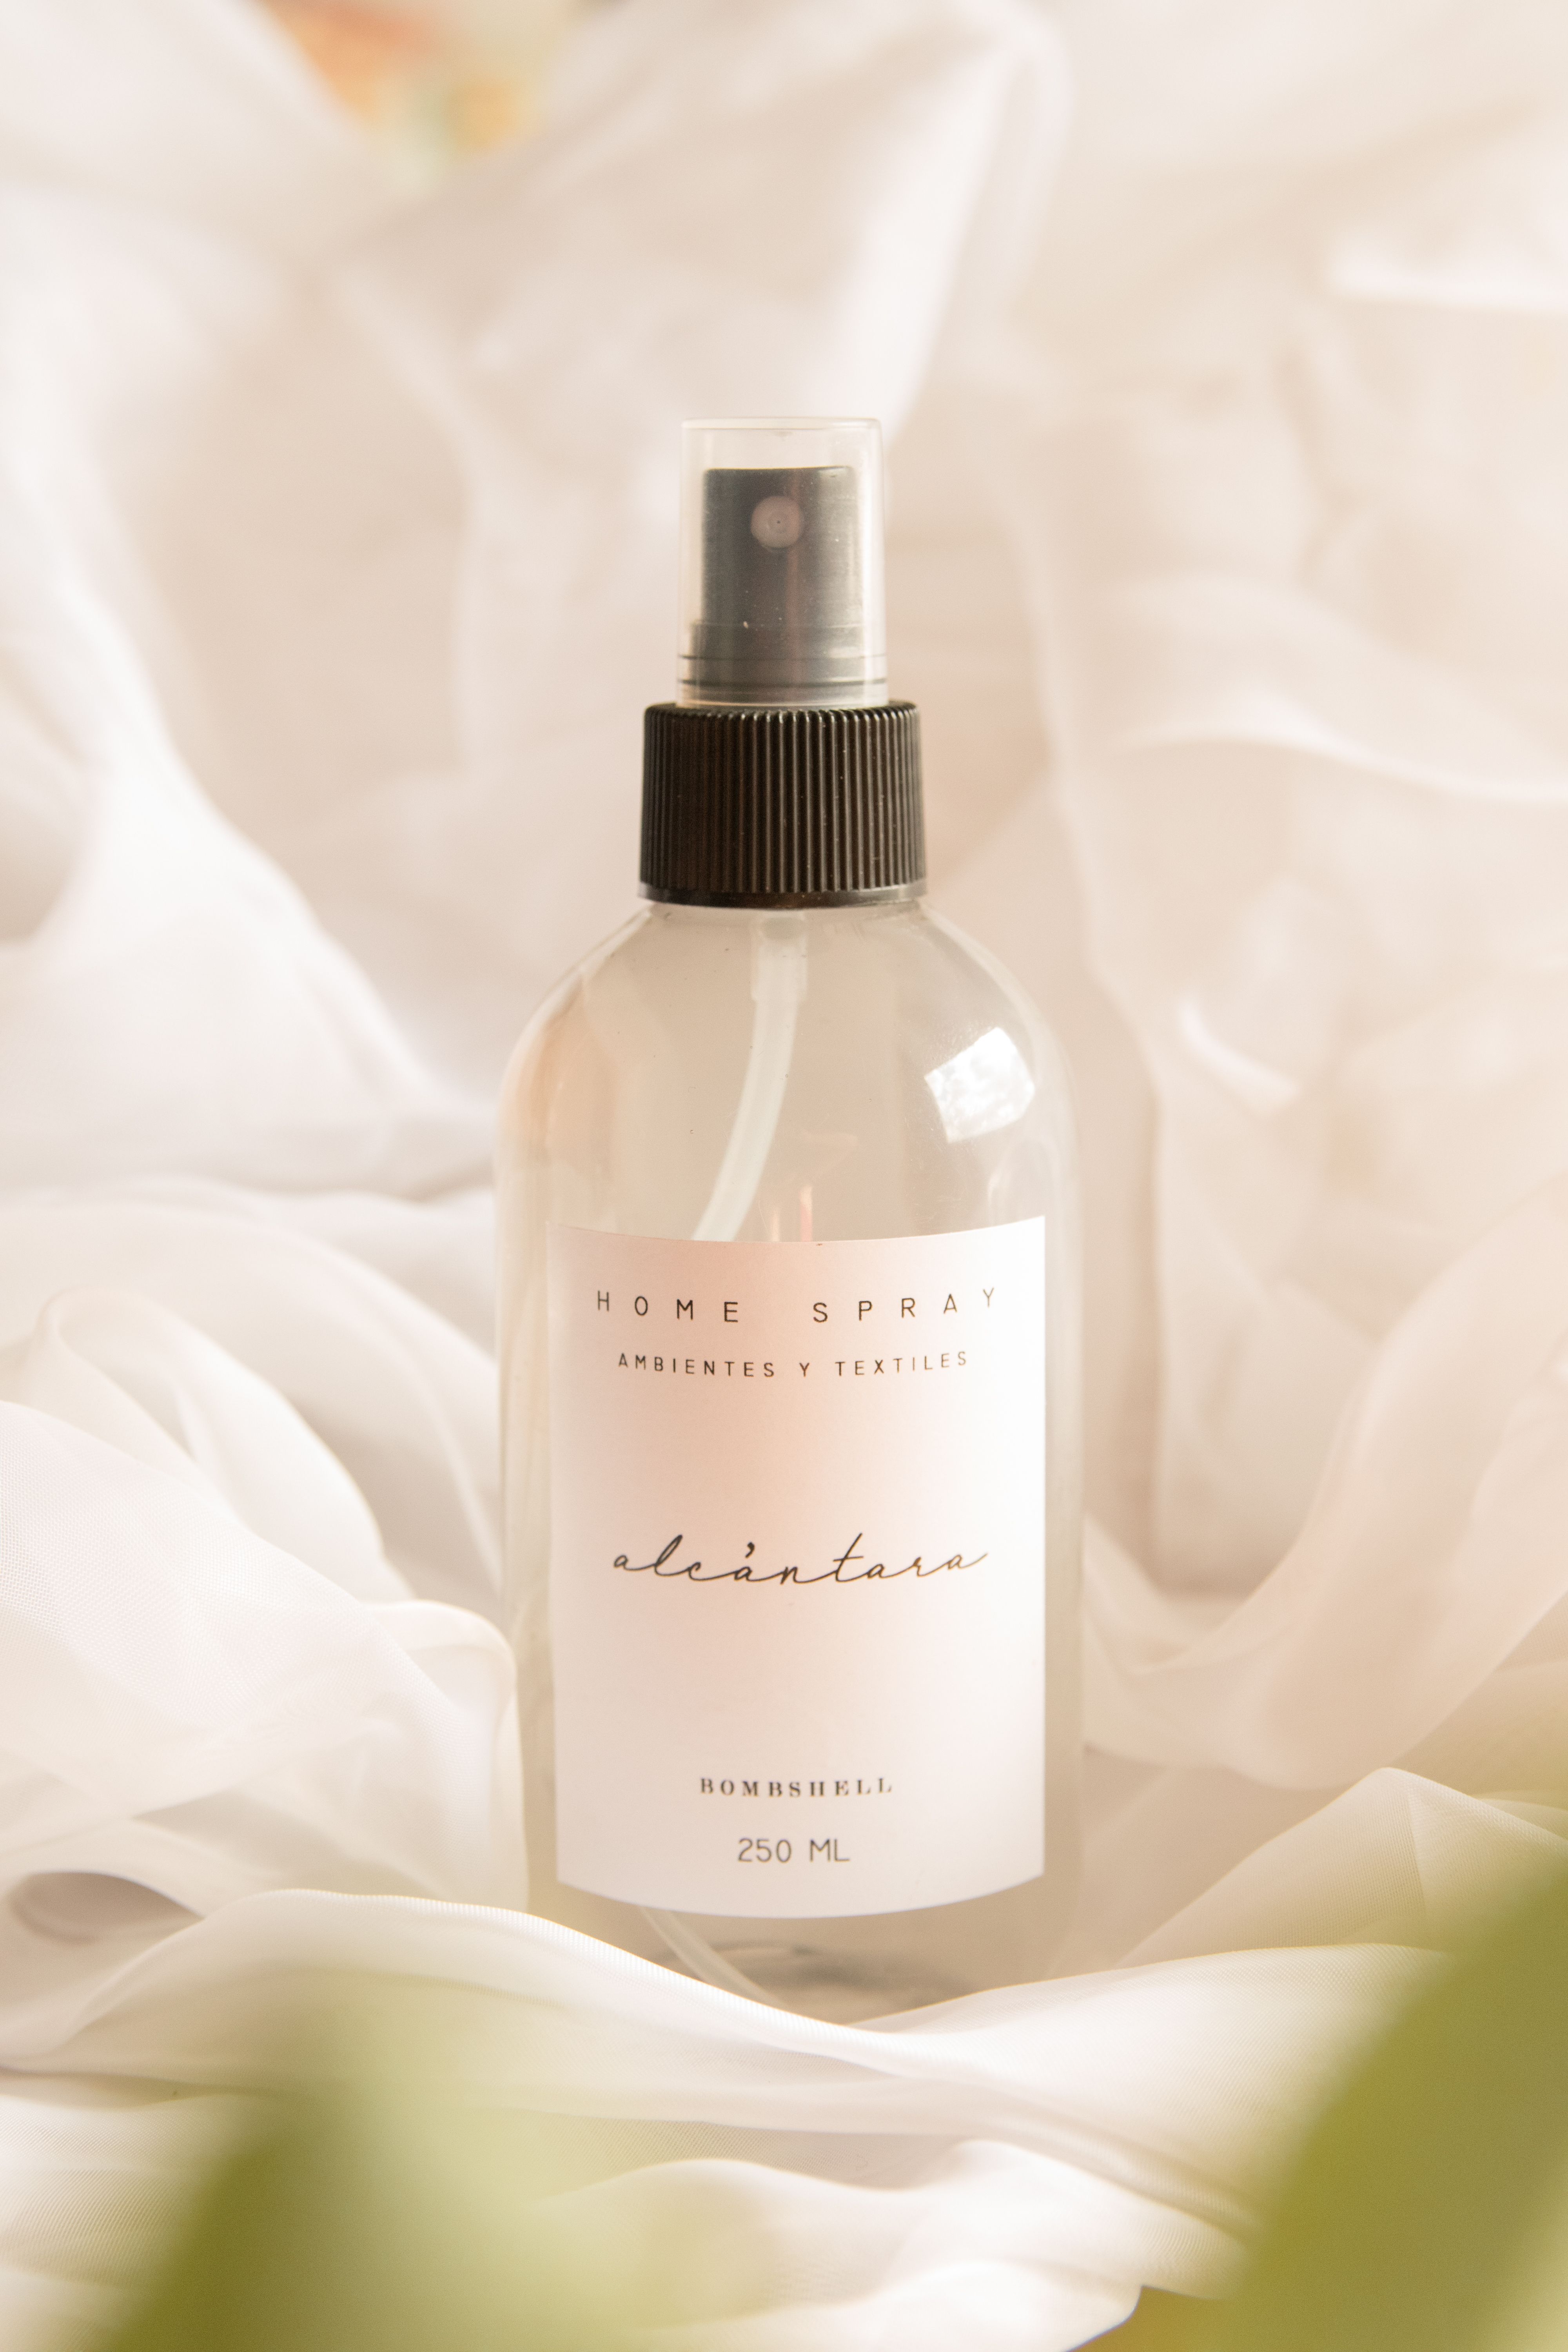 HOME SPRAY
AMBIENTES Y TEXTILES
alcántara
BOMBSHELL
250 ML